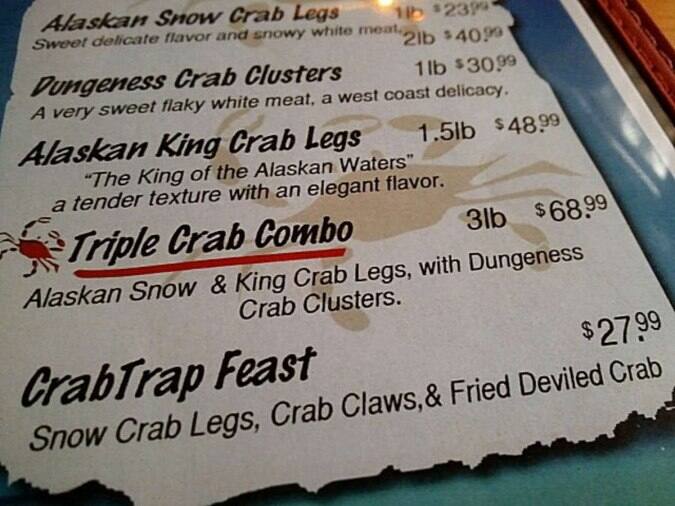 Alaskan Snow Crab Legs 1lb $23.99
Sweet delicate flavor and snowy white meat. 2lb $40.99
Dungeness Crab Clusters 1lb $30.99
A very sweet flaky white meat, a west coast delicacy.
Alaskan King Crab Legs 1.5lb $48.99
"The King of the Alaskan Waters"
a tender texture with an elegant flavor.
Triple Crab Combo 3lb $68.99
Alaskan Snow & King Crab Legs, with Dungeness
Crab Clusters.
CrabTrap Feast $27.99
Snow Crab Legs, Crab Claws,& Fried Deviled Crab